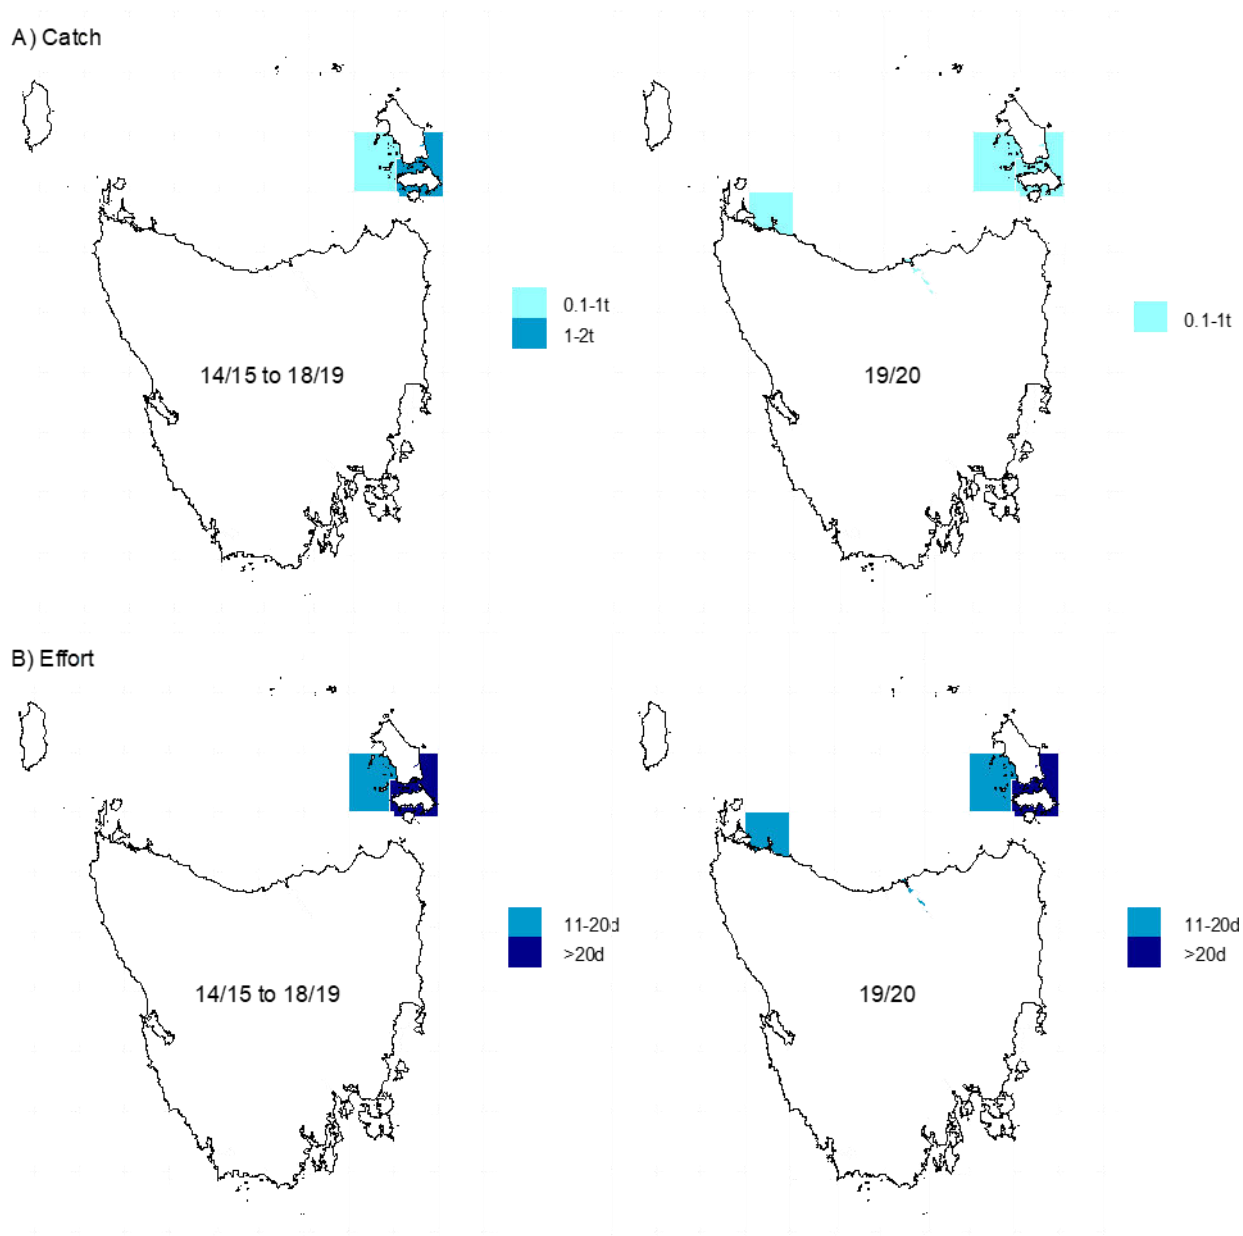 A) Catch
0.1-1t
1-2t
14/15 to 18/19
0.1-1t
19/20
B) Effort
11-20d
>20d
14/15 to 18/19
11-20d
>20d
19/20